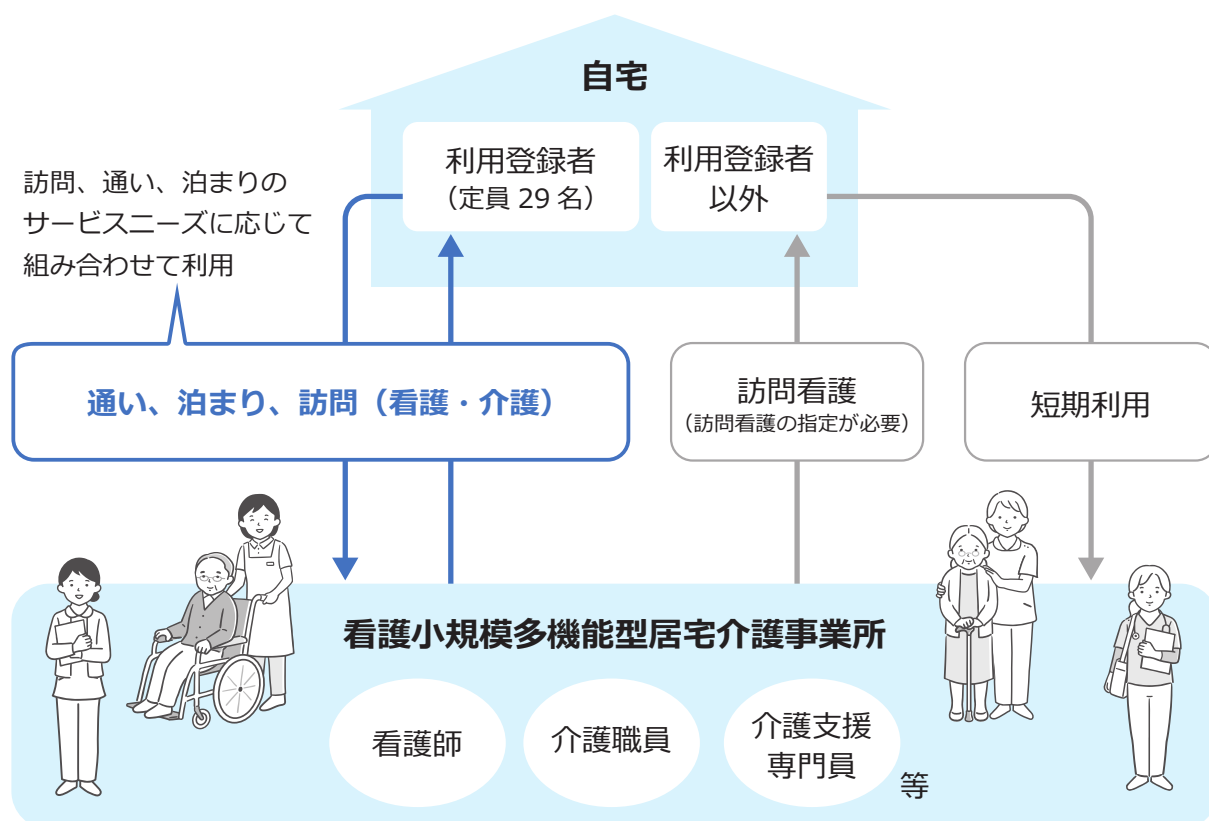 自宅
利用登録者
（定員 29 名）
利用登録者
以外
訪問、通い、泊まりの
サービスニーズに応じて
組み合わせて利用
通い、泊まり、訪問（看護・介護）
訪問看護
（訪問看護の指定が必要）
短期利用
看護小規模多機能型居宅介護事業所
看護師
介護職員
介護支援
専門員
等